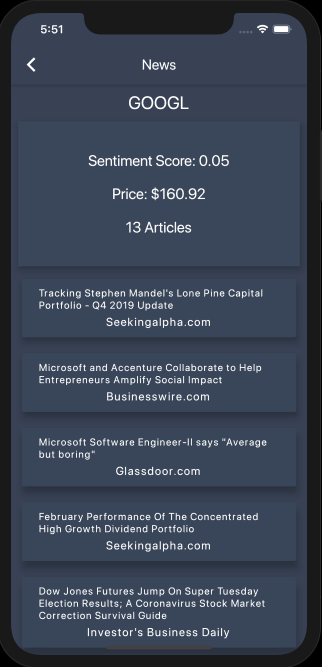 5:51
News
GOOGL
Sentiment Score: 0.05
Price: $160.92
13 Articles
Tracking Stephen Mandel's Lone Pine Capital
Portfolio - Q4 2019 Update
Seekingalpha.com
Microsoft and Accenture Collaborate to Help
Entrepreneurs Amplify Social Impact
Businesswire.com
Microsoft Software Engineer-II says "Average
but boring"
Glassdoor.com
February Performance Of The Concentrated
High Growth Dividend Portfolio
Seekingalpha.com
Dow Jones Futures Jump On Super Tuesday
Election Results; A Coronavirus Stock Market
Correction Survival Guide
Investor's Business Daily